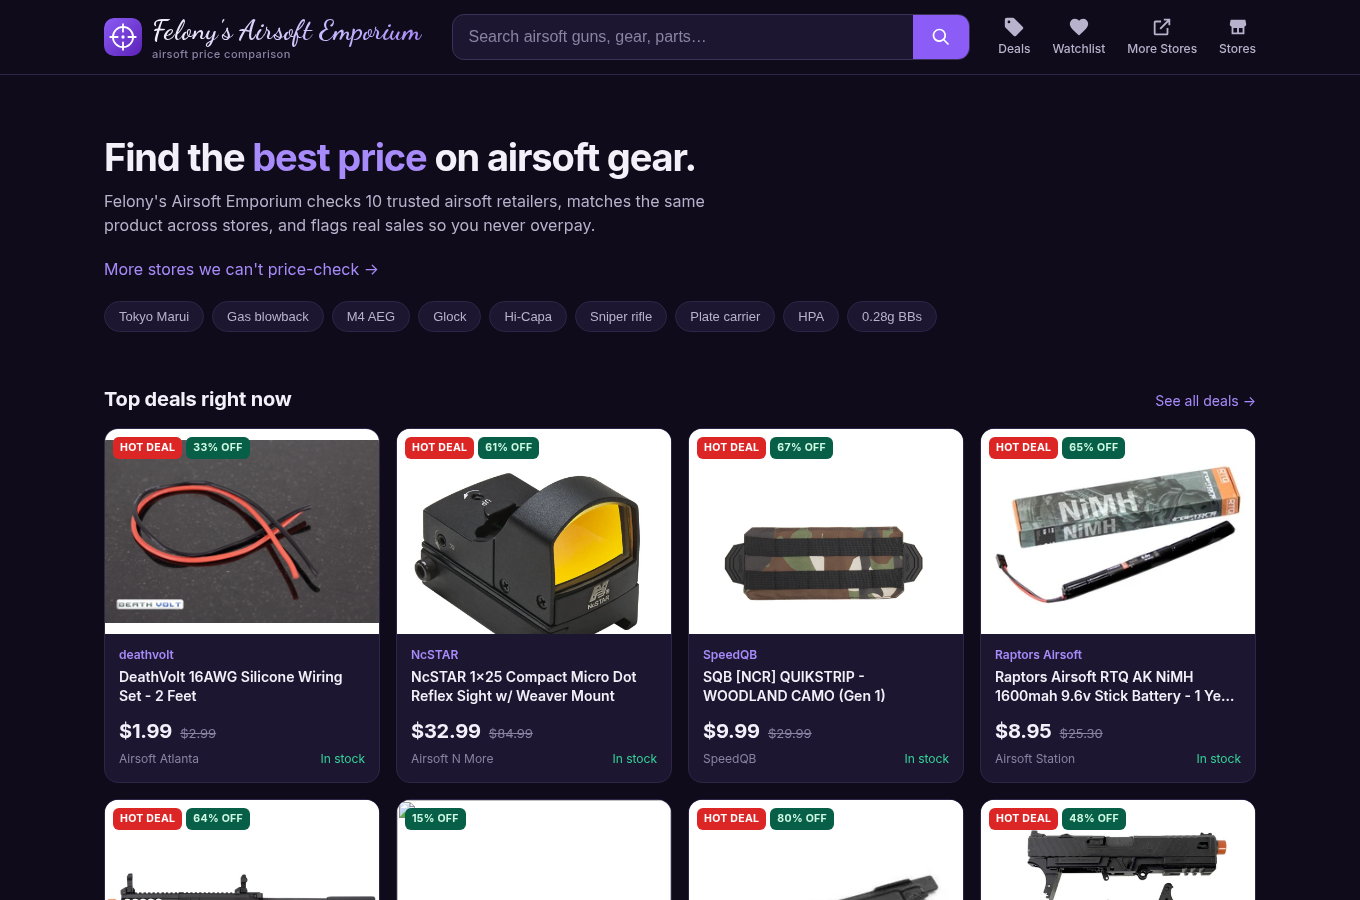 Felony's Airsoft Emporium
airsoft price comparison
Search airsoft guns, gear, parts…
Deals
Watchlist
More Stores
Stores
Find the best price on airsoft gear.
Felony's Airsoft Emporium checks 10 trusted airsoft retailers, matches the same
product across stores, and flags real sales so you never overpay.
More stores we can't price-check →
Tokyo Marui
Gas blowback
M4 AEG
Glock
Hi-Capa
Sniper rifle
Plate carrier
HPA
0.28g BBs
Top deals right now
See all deals →
HOT DEAL
33% OFF
DEATH VOLT
deathvolt
DeathVolt 16AWG Silicone Wiring
Set - 2 Feet
$1.99 $2.99
Airsoft Atlanta
In stock
HOT DEAL
61% OFF
UP
NcSTAR
NcSTAR
NcSTAR 1x25 Compact Micro Dot
Reflex Sight w/ Weaver Mount
$32.99 $84.99
Airsoft N More
In stock
HOT DEAL
67% OFF
SpeedQB
SQB [NCR] QUIKSTRIP -
WOODLAND CAMO (Gen 1)
$9.99 $29.99
SpeedQB
In stock
HOT DEAL
65% OFF
NiMH
NiMH
Raptors Airsoft
Raptors Airsoft RTQ AK NiMH
1600mah 9.6v Stick Battery - 1 Ye…
$8.95 $25.30
Airsoft Station
In stock
HOT DEAL
64% OFF
15% OFF
HOT DEAL
80% OFF
HOT DEAL
48% OFF